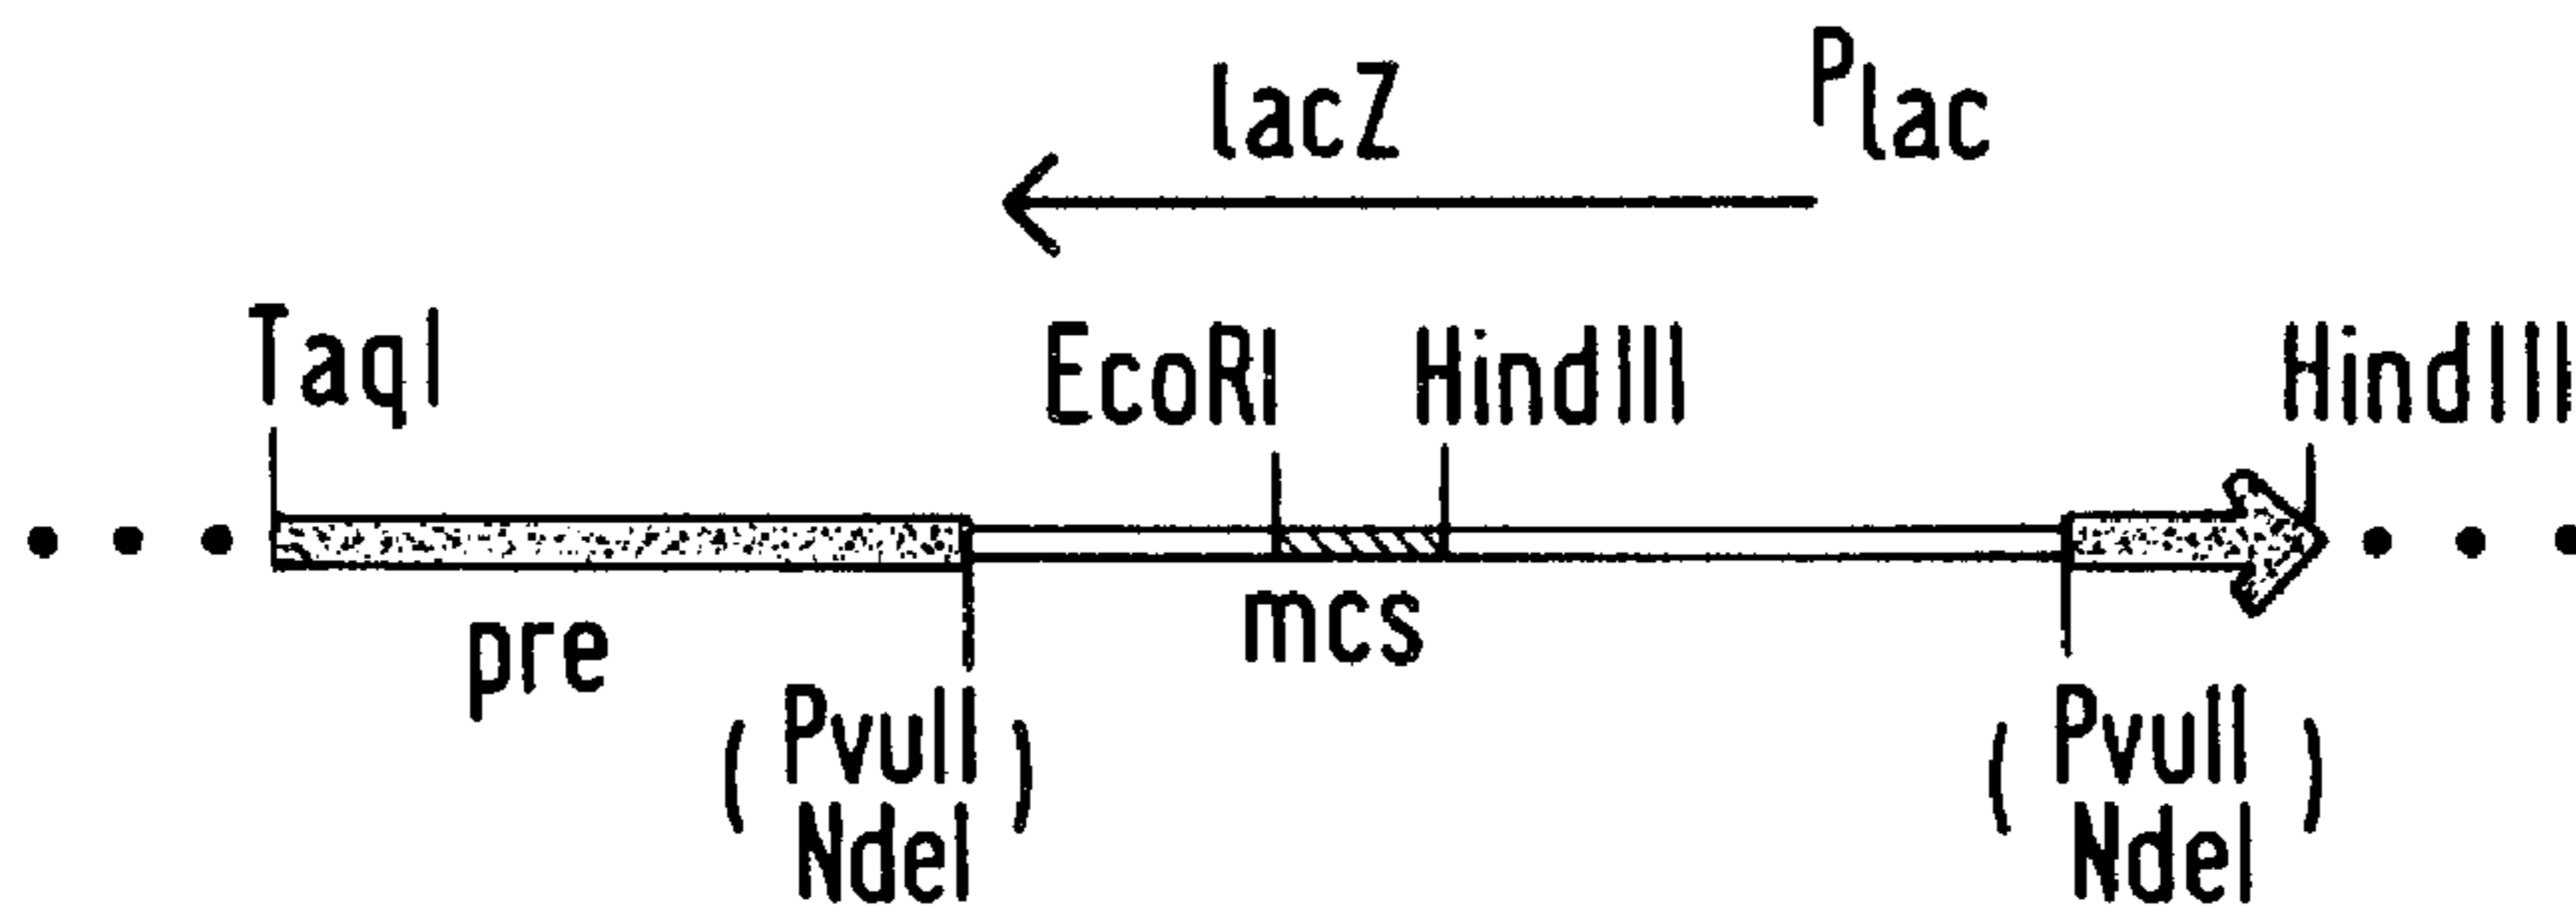 lacZ Plac
TaqI EcoRI HindIII HindIII
pre mcs
( PvuII ) ( PvuII )
NdeI NdeI